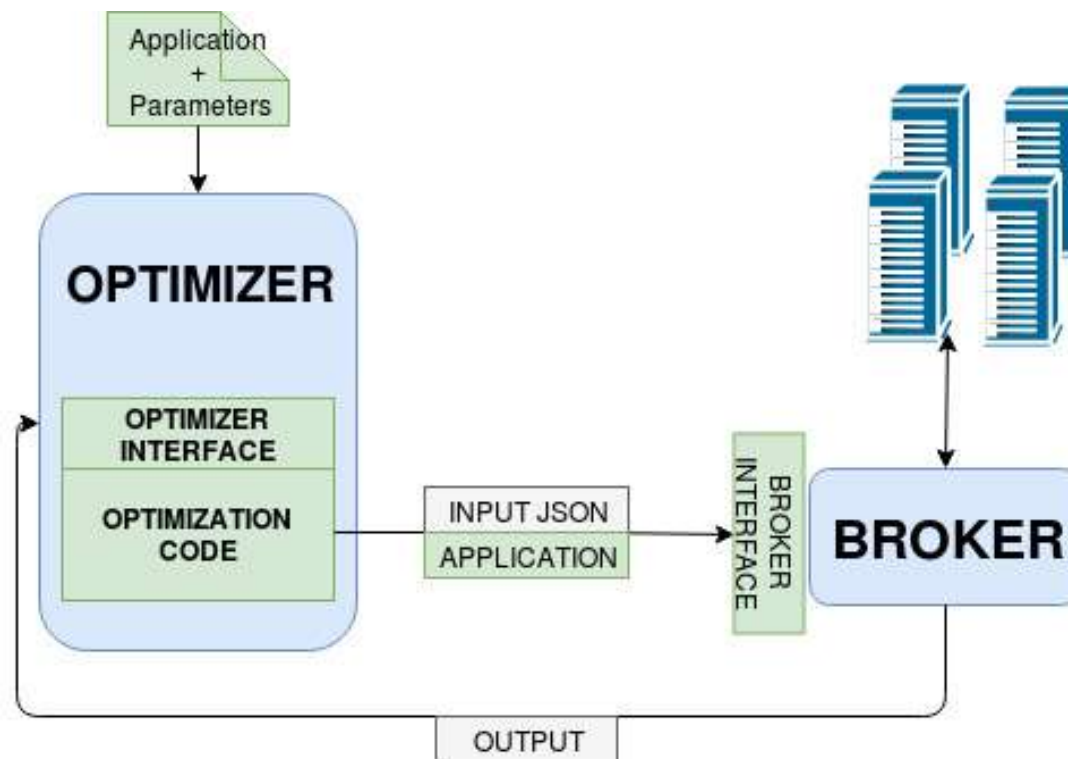 Application
+
Parameters
OPTIMIZER
OPTIMIZER
INTERFACE
OPTIMIZATION
CODE
INPUT JSON
APPLICATION
BROKER
INTERFACE
BROKER
OUTPUT